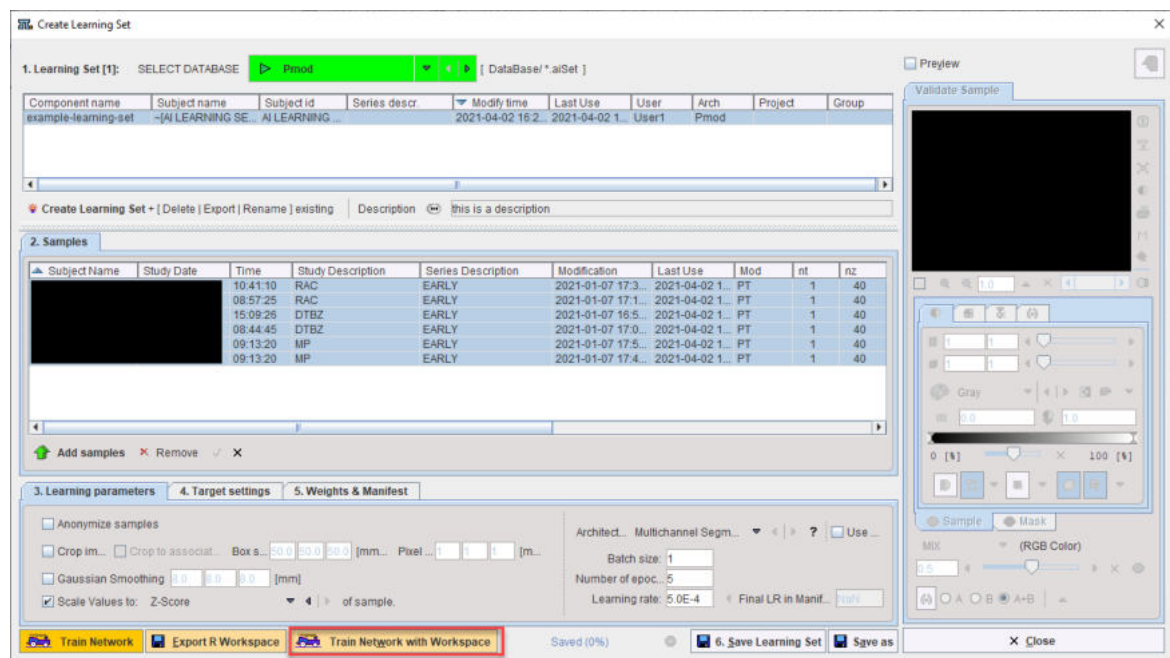 Create Learning Set
1. Learning Set [1]: SELECT DATABASE Pmod [ DataBase/ *.aiSet ]
Component name Subject name Subject id Series descr. Modify time Last Use User Arch Project Group
example-learning-set ~[AI LEARNING SE... AI LEARNING ... 2021-04-02 16:2... 2021-04-02 1... User1 Pmod
Create Learning Set + [ Delete | Export | Rename ] existing Description this is a description
2. Samples
Subject Name Study Date Time Study Description Series Description Modification Last Use Mod nt nz
10:41:10 RAC EARLY 2021-01-07 17:3... 2021-04-02 1... PT 1 40
08:57:25 RAC EARLY 2021-01-07 17:1... 2021-04-02 1... PT 1 40
15:09:26 DTBZ EARLY 2021-01-07 16:5... 2021-04-02 1... PT 1 40
08:44:45 DTBZ EARLY 2021-01-07 17:0... 2021-04-02 1... PT 1 40
09:13:20 MP EARLY 2021-01-07 17:5... 2021-04-02 1... PT 1 40
09:13:20 MP EARLY 2021-01-07 17:4... 2021-04-02 1... PT 1 40
Add samples Remove
3. Learning parameters 4. Target settings 5. Weights & Manifest
Anonymize samples
Crop im... Crop to associat... Box s... 50.0 50.0 50.0 [mm... Pixel ... 1 1 1 [m...
Gaussian Smoothing 8.0 8.0 8.0 [mm]
Scale Values to: Z-Score of sample.
Architect... Multichannel Segm... ? Use ...
Batch size: 1
Number of epoc... 5
Learning rate: 5.0E-4 Final LR in Manif... NaN
Train Network Export R Workspace Train Network with Workspace Saved (0%) 6. Save Learning Set Save as
Preview
Validate Sample
1.0
1 1
1 1
Gray
0.0 1.0
0 [%] 100 [%]
Sample Mask
MIX (RGB Color)
0.5
A B A+B
Close